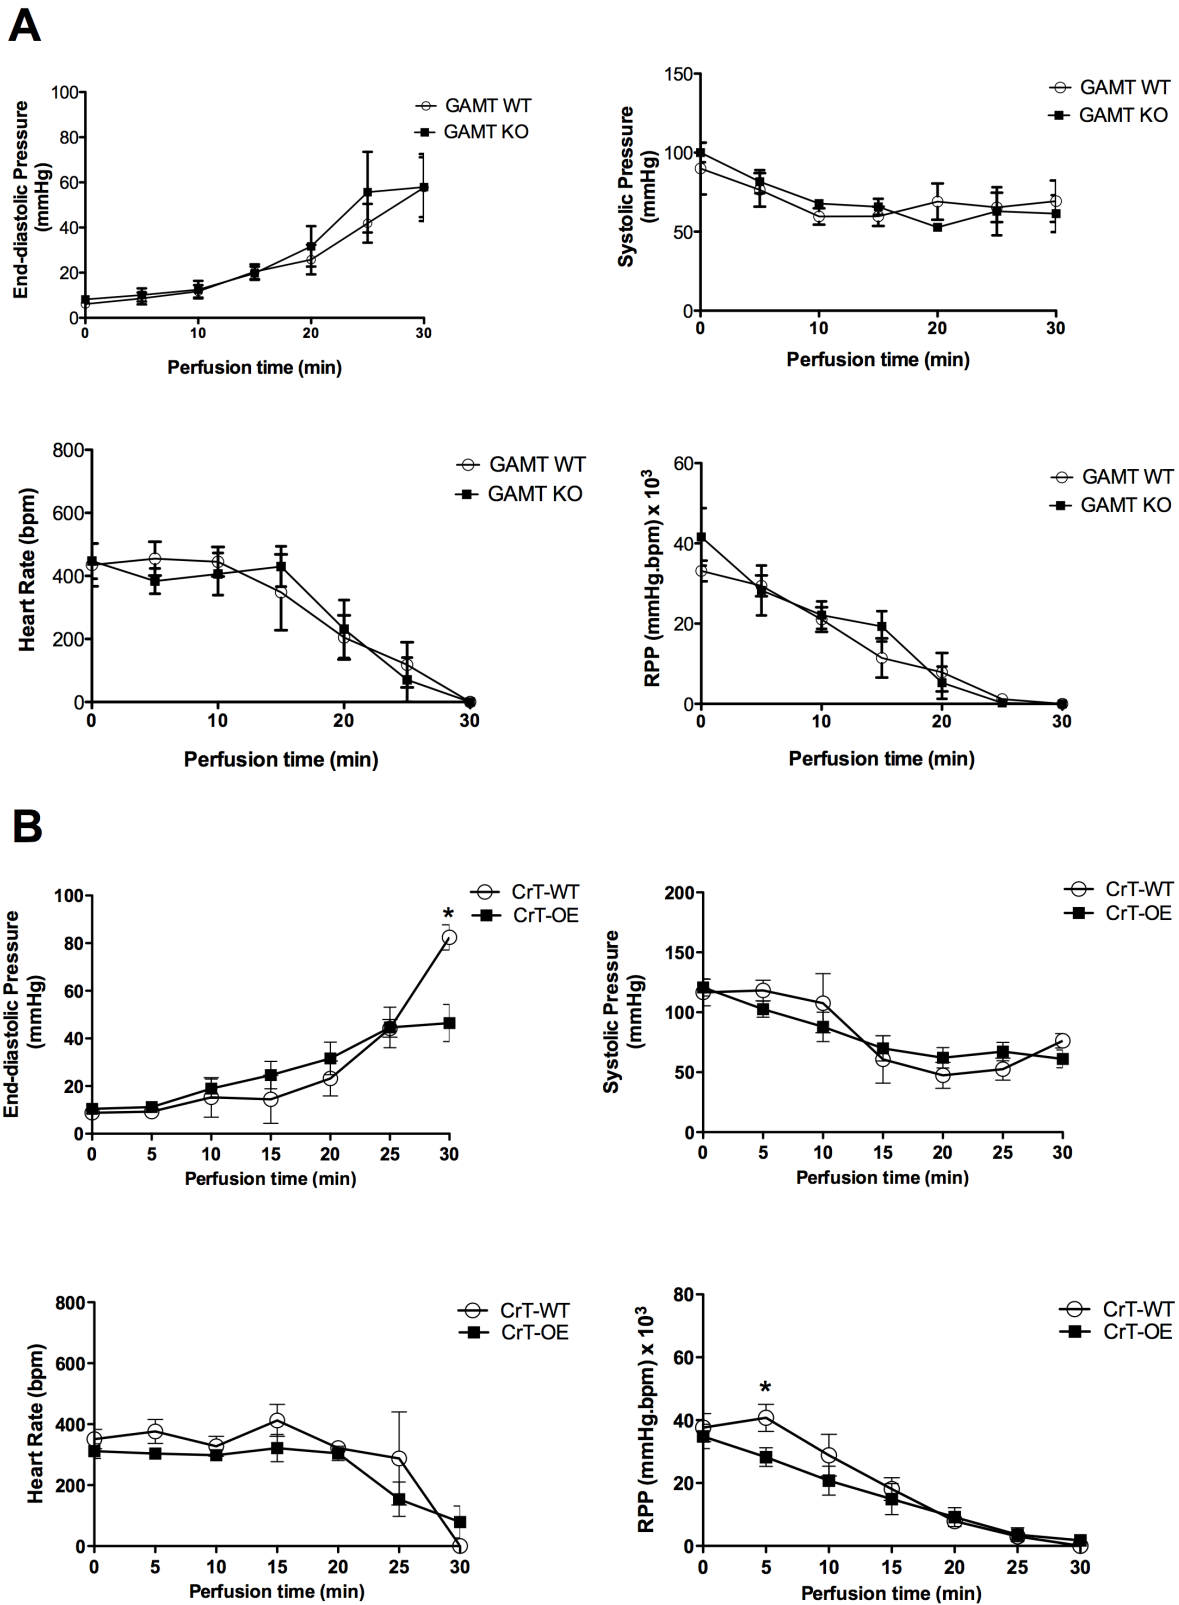 A
End-diastolic Pressure
(mmHg)
100
80
60
40
20
0
0 10 20 30
Perfusion time (min)
GAMT WT
GAMT KO
Systolic Pressure
(mmHg)
150
100
50
0
0 10 20 30
Perfusion time (min)
GAMT WT
GAMT KO
Heart Rate (bpm)
800
600
400
200
0
0 10 20 30
Perfusion time (min)
GAMT WT
GAMT KO
RPP (mmHg.bpm) x 10³
60
40
20
0
0 10 20 30
Perfusion time (min)
GAMT WT
GAMT KO
B
End-diastolic Pressure
(mmHg)
100
80
60
40
20
0
0 5 10 15 20 25 30
Perfusion time (min)
CrT-WT
CrT-OE
*
Systolic Pressure
(mmHg)
200
150
100
50
0
0 5 10 15 20 25 30
Perfusion time (min)
CrT-WT
CrT-OE
Heart Rate (bpm)
800
600
400
200
0
0 5 10 15 20 25 30
Perfusion time (min)
CrT-WT
CrT-OE
RPP (mmHg.bpm) x 10³
80
60
40
20
0
0 5 10 15 20 25 30
Perfusion time (min)
CrT-WT
CrT-OE
*